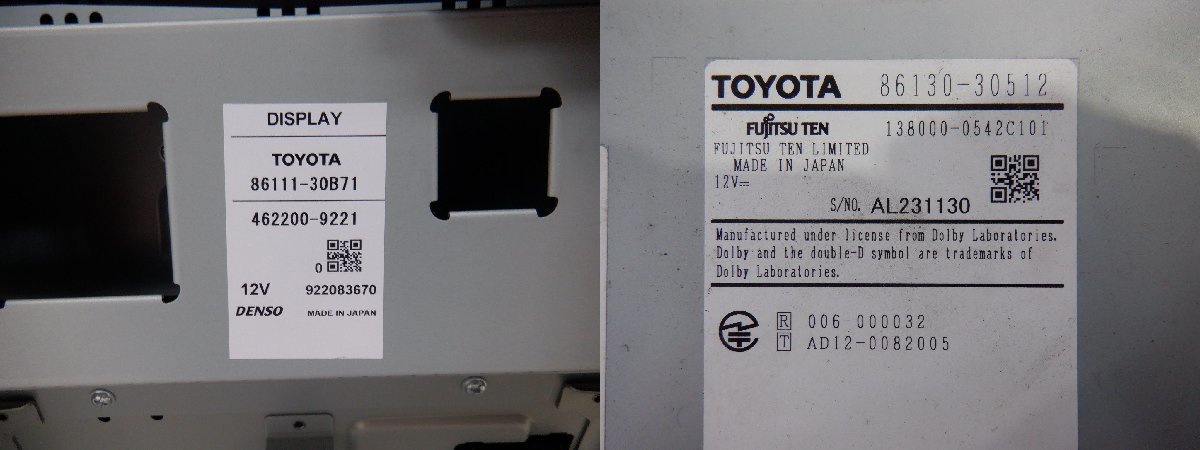 DISPLAY
TOYOTA
86111-30B71
462200-9221
0
12V 922083670
DENSO MADE IN JAPAN
TOYOTA 86130-30512
FUJITSU TEN 138000-0542C101
FUJITSU TEN LIMITED
MADE IN JAPAN
12V
S/NO. AL231130
Manufactured under license from Dolby Laboratories.
Dolby and the double-D symbol are trademarks of
Dolby Laboratories.
R 006-000032
T AD12-0082005